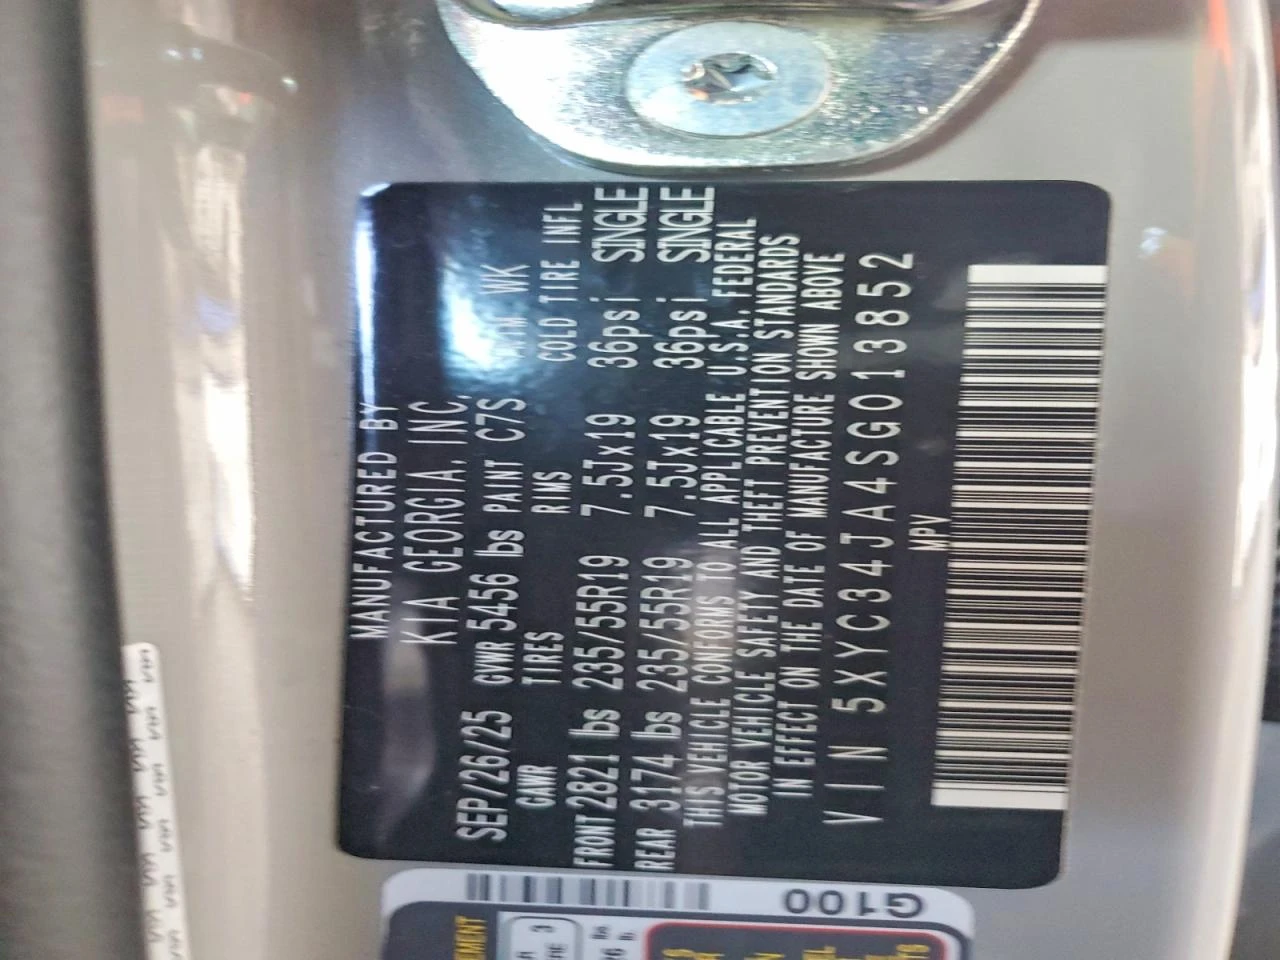 MANUFACTURED BY
KIA GEORGIA, INC.
SEP/26/25 GVWR 5456 lbs PAINT C7S TRIM WK
GAWR TIRES RIMS COLD TIRE INFL
FRONT 2821 lbs 235/55R19 7.5Jx19 36psi SINGLE
REAR 3174 lbs 235/55R19 7.5Jx19 36psi SINGLE
THIS VEHICLE CONFORMS TO ALL APPLICABLE U.S.A. FEDERAL
MOTOR VEHICLE SAFETY AND THEFT PREVENTION STANDARDS
IN EFFECT ON THE DATE OF MANUFACTURE SHOWN ABOVE
VIN 5XYC34JA4SG013852
MPV
G100